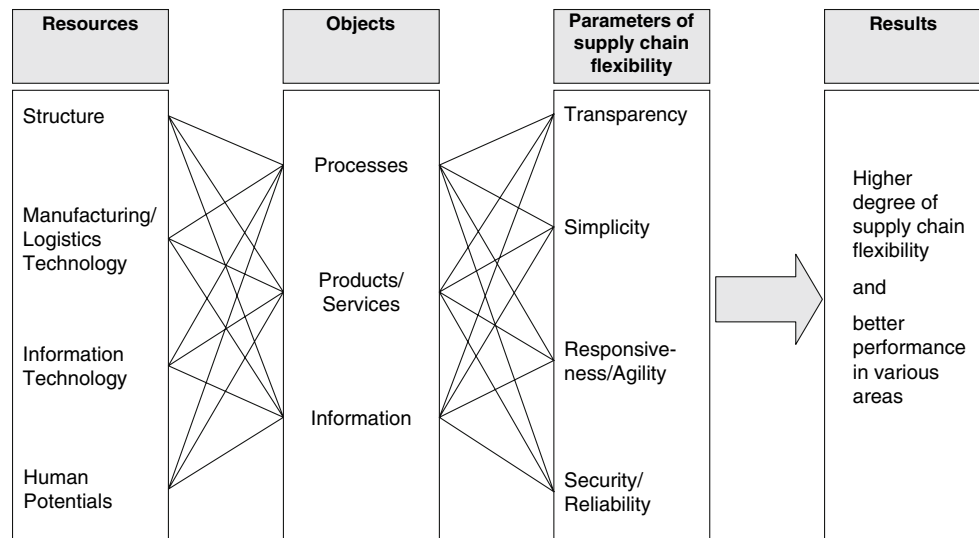 Resources
Objects
Parameters of
supply chain
flexibility
Results
Structure
Manufacturing/
Logistics
Technology
Information
Technology
Human
Potentials
Processes
Products/
Services
Information
Transparency
Simplicity
Responsive-
ness/Agility
Security/
Reliability
Higher
degree of
supply chain
flexibility
and
better
performance
in various
areas